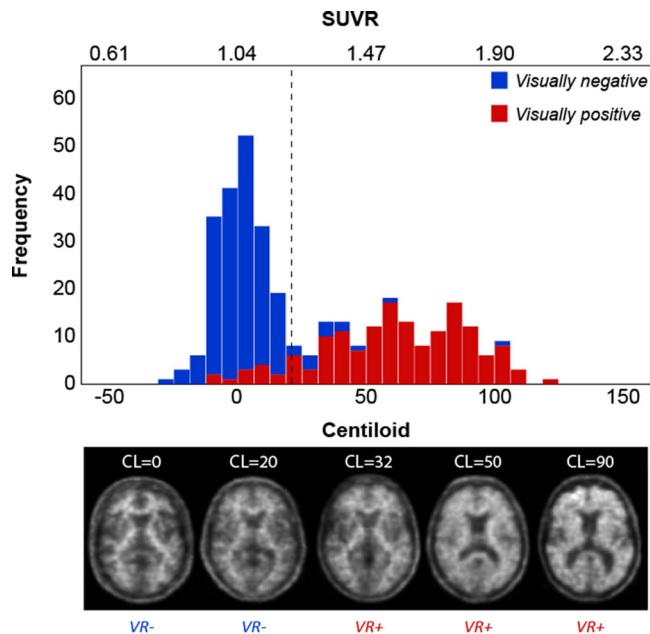 SUVR
0.61 1.04 1.47 1.90 2.33
Visually negative
Visually positive
Frequency
60
50
40
30
20
10
0
-50 0 50 100 150
Centiloid
CL=0 CL=20 CL=32 CL=50 CL=90
VR- VR- VR+ VR+ VR+